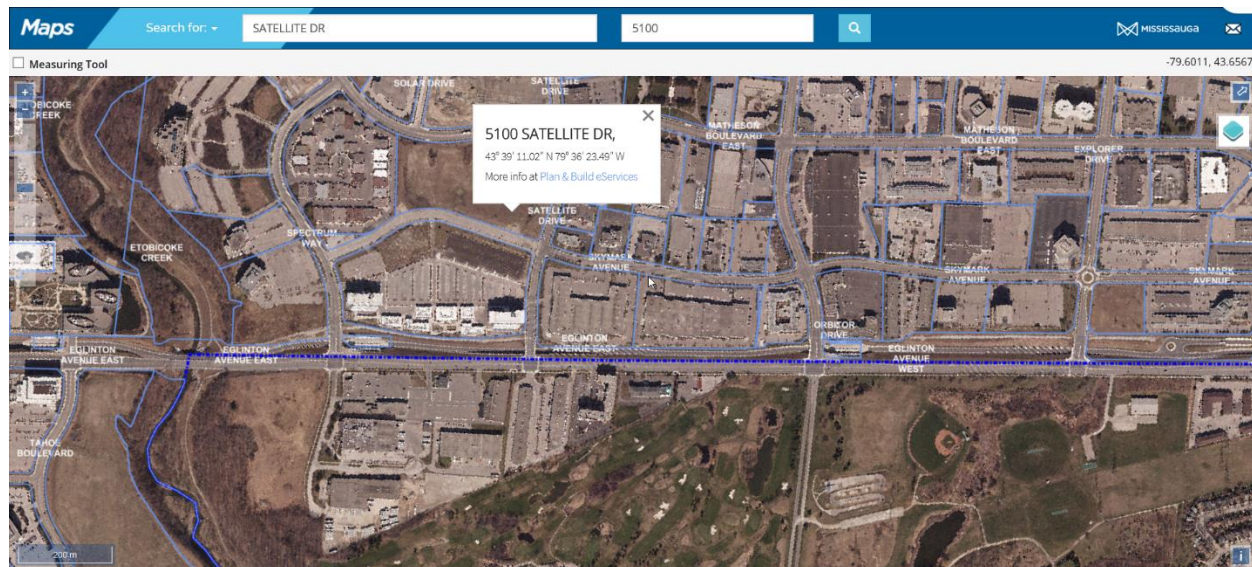 Maps
Search for:
SATELLITE DR
5100
MISSISSAUGA
Measuring Tool
-79.6011, 43.6567
+
ETOBICOKE
CREEK
SOLAR DRIVE
SATELLITE
DRIVE
5100 SATELLITE DR,
43° 39' 11.02" N 79° 36' 23.49" W
More info at Plan & Build eServices
MATHESON
BOULEVARD
EAST
MATHESON
BOULEVARD
EAST
EXPLORER
DRIVE
SATELLITE
DRIVE
SPECTRUM
WAY
ETOBICOKE
CREEK
SKYMARK
AVENUE
SKYMARK
AVENUE
SKYMARK
AVENUE
ORBITOR
DRIVE
EGLINTON
AVENUE EAST
EGLINTON
AVENUE EAST
EGLINTON
AVENUE EAST
EGLINTON
AVENUE
WEST
TAHOE
BOULEVARD
200 m
i